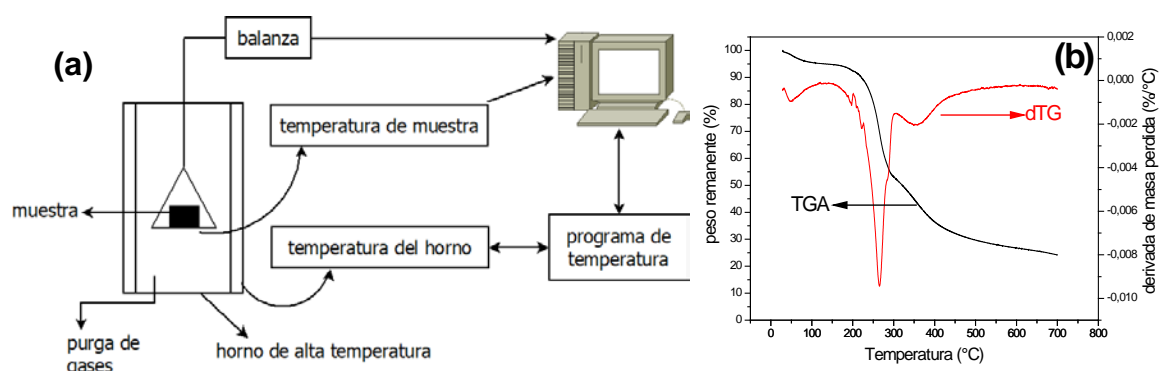 (a)
balanza
temperatura de muestra
muestra
temperatura del horno
programa de
temperatura
purga de
gases
horno de alta temperatura
(b)
peso remanente (%)
100
90
80
70
60
50
40
30
20
10
0
0
100
200
300
400
500
600
700
800
Temperatura (°C)
TGA
dTG
0,002
0,000
-0,002
-0,004
-0,006
-0,008
-0,010
derivada de masa perdida (%/°C)